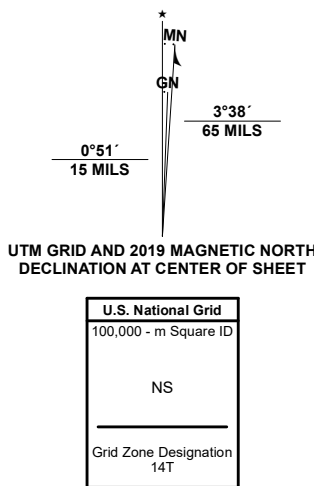 ★
MN
GN
3°38´
65 MILS
0°51´
15 MILS
UTM GRID AND 2019 MAGNETIC NORTH
DECLINATION AT CENTER OF SHEET
U.S. National Grid
100,000 - m Square ID
NS
Grid Zone Designation
14T